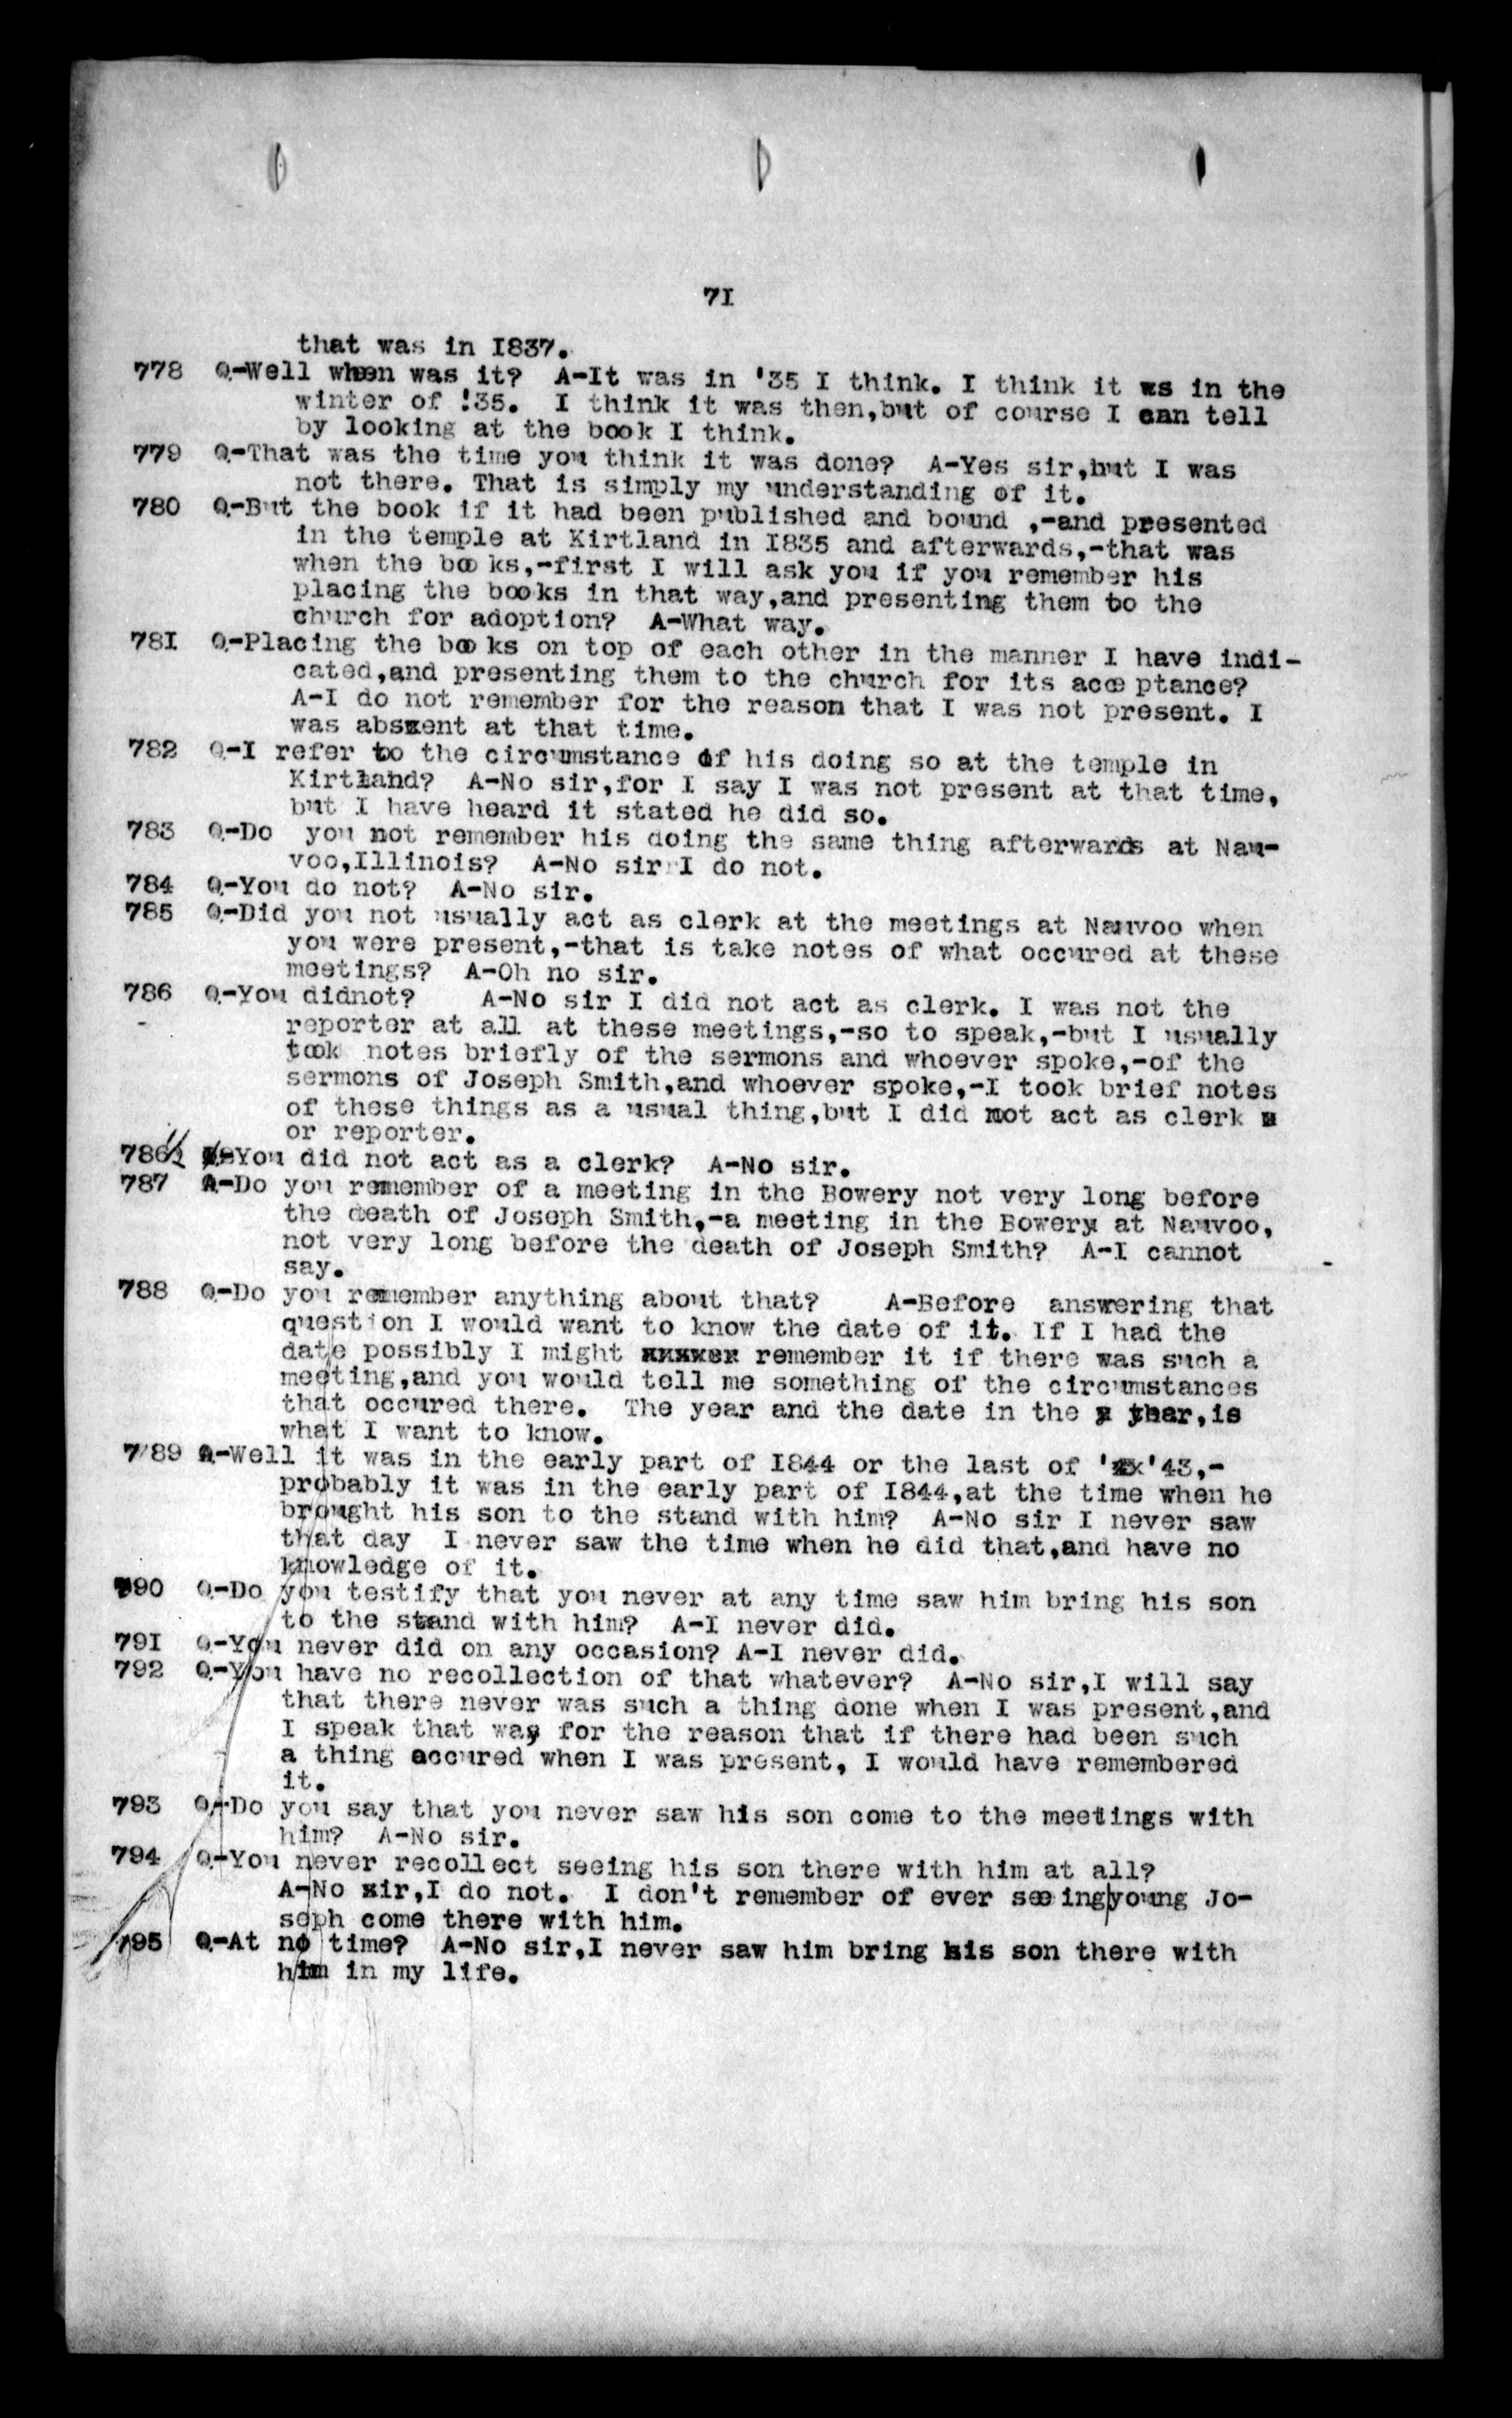 71
that was in I837.
778 Q-Well when was it? A-It was in '35 I think. I think it ws in the
winter of '35. I think it was then,but of course I can tell
by looking at the book I think.
779 Q-That was the time you think it was done? A-Yes sir,but I was
not there. That is simply my understanding of it.
780 Q-But the book if it had been published and bound ,-and presented
in the temple at Kirtland in I835 and afterwards,-that was
when the books,-first I will ask you if you remember his
placing the books in that way,and presenting them to the
church for adoption? A-What way.
78I Q-Placing the books on top of each other in the manner I have indi-
cated,and presenting them to the church for its acceptance?
A-I do not remember for the reason that I was not present. I
was absxent at that time.
782 Q-I refer to the circumstance of his doing so at the temple in
Kirtland? A-No sir,for I say I was not present at that time,
but I have heard it stated he did so.
783 Q-Do you not remember his doing the same thing afterwards at Nau-
voo,Illinois? A-No sir I do not.
784 Q-You do not? A-No sir.
785 Q-Did you not usually act as clerk at the meetings at Nauvoo when
you were present,-that is take notes of what occured at these
meetings? A-Oh no sir.
786 Q-You didnot? A-No sir I did not act as clerk. I was not the
reporter at all at these meetings,-so to speak,-but I usually
took notes briefly of the sermons and whoever spoke,-of the
sermons of Joseph Smith,and whoever spoke,-I took brief notes
of these things as a usual thing,but I did not act as clerk x
or reporter.
786½ Q-You did not act as a clerk? A-No sir.
787 Q-Do you remember of a meeting in the Bowery not very long before
the death of Joseph Smith,-a meeting in the Bowery at Nauvoo,
not very long before the death of Joseph Smith? A-I cannot
say.
788 Q-Do you remember anything about that? A-Before answering that
question I would want to know the date of it. If I had the
date possibly I might xxxxxxx remember it if there was such a
meeting,and you would tell me something of the circumstances
that occured there. The year and the date in the x year,is
what I want to know.
789 Q-Well it was in the early part of I844 or the last of '4x'43,-
probably it was in the early part of I844,at the time when he
brought his son to the stand with him? A-No sir I never saw
that day I never saw the time when he did that,and have no
knowledge of it.
790 Q-Do you testify that you never at any time saw him bring his son
to the stand with him? A-I never did.
79I Q-You never did on any occasion? A-I never did.
792 Q-You have no recollection of that whatever? A-No sir,I will say
that there never was such a thing done when I was present,and
I speak that way for the reason that if there had been such
a thing occured when I was present, I would have remembered
it.
793 Q-Do you say that you never saw his son come to the meetings with
him? A-No sir.
794 Q-You never recollect seeing his son there with him at all?
A-No sir,I do not. I don't remember of ever seeing young Jo-
seph come there with him.
795 Q-At no time? A-No sir,I never saw him bring his son there with
him in my life.